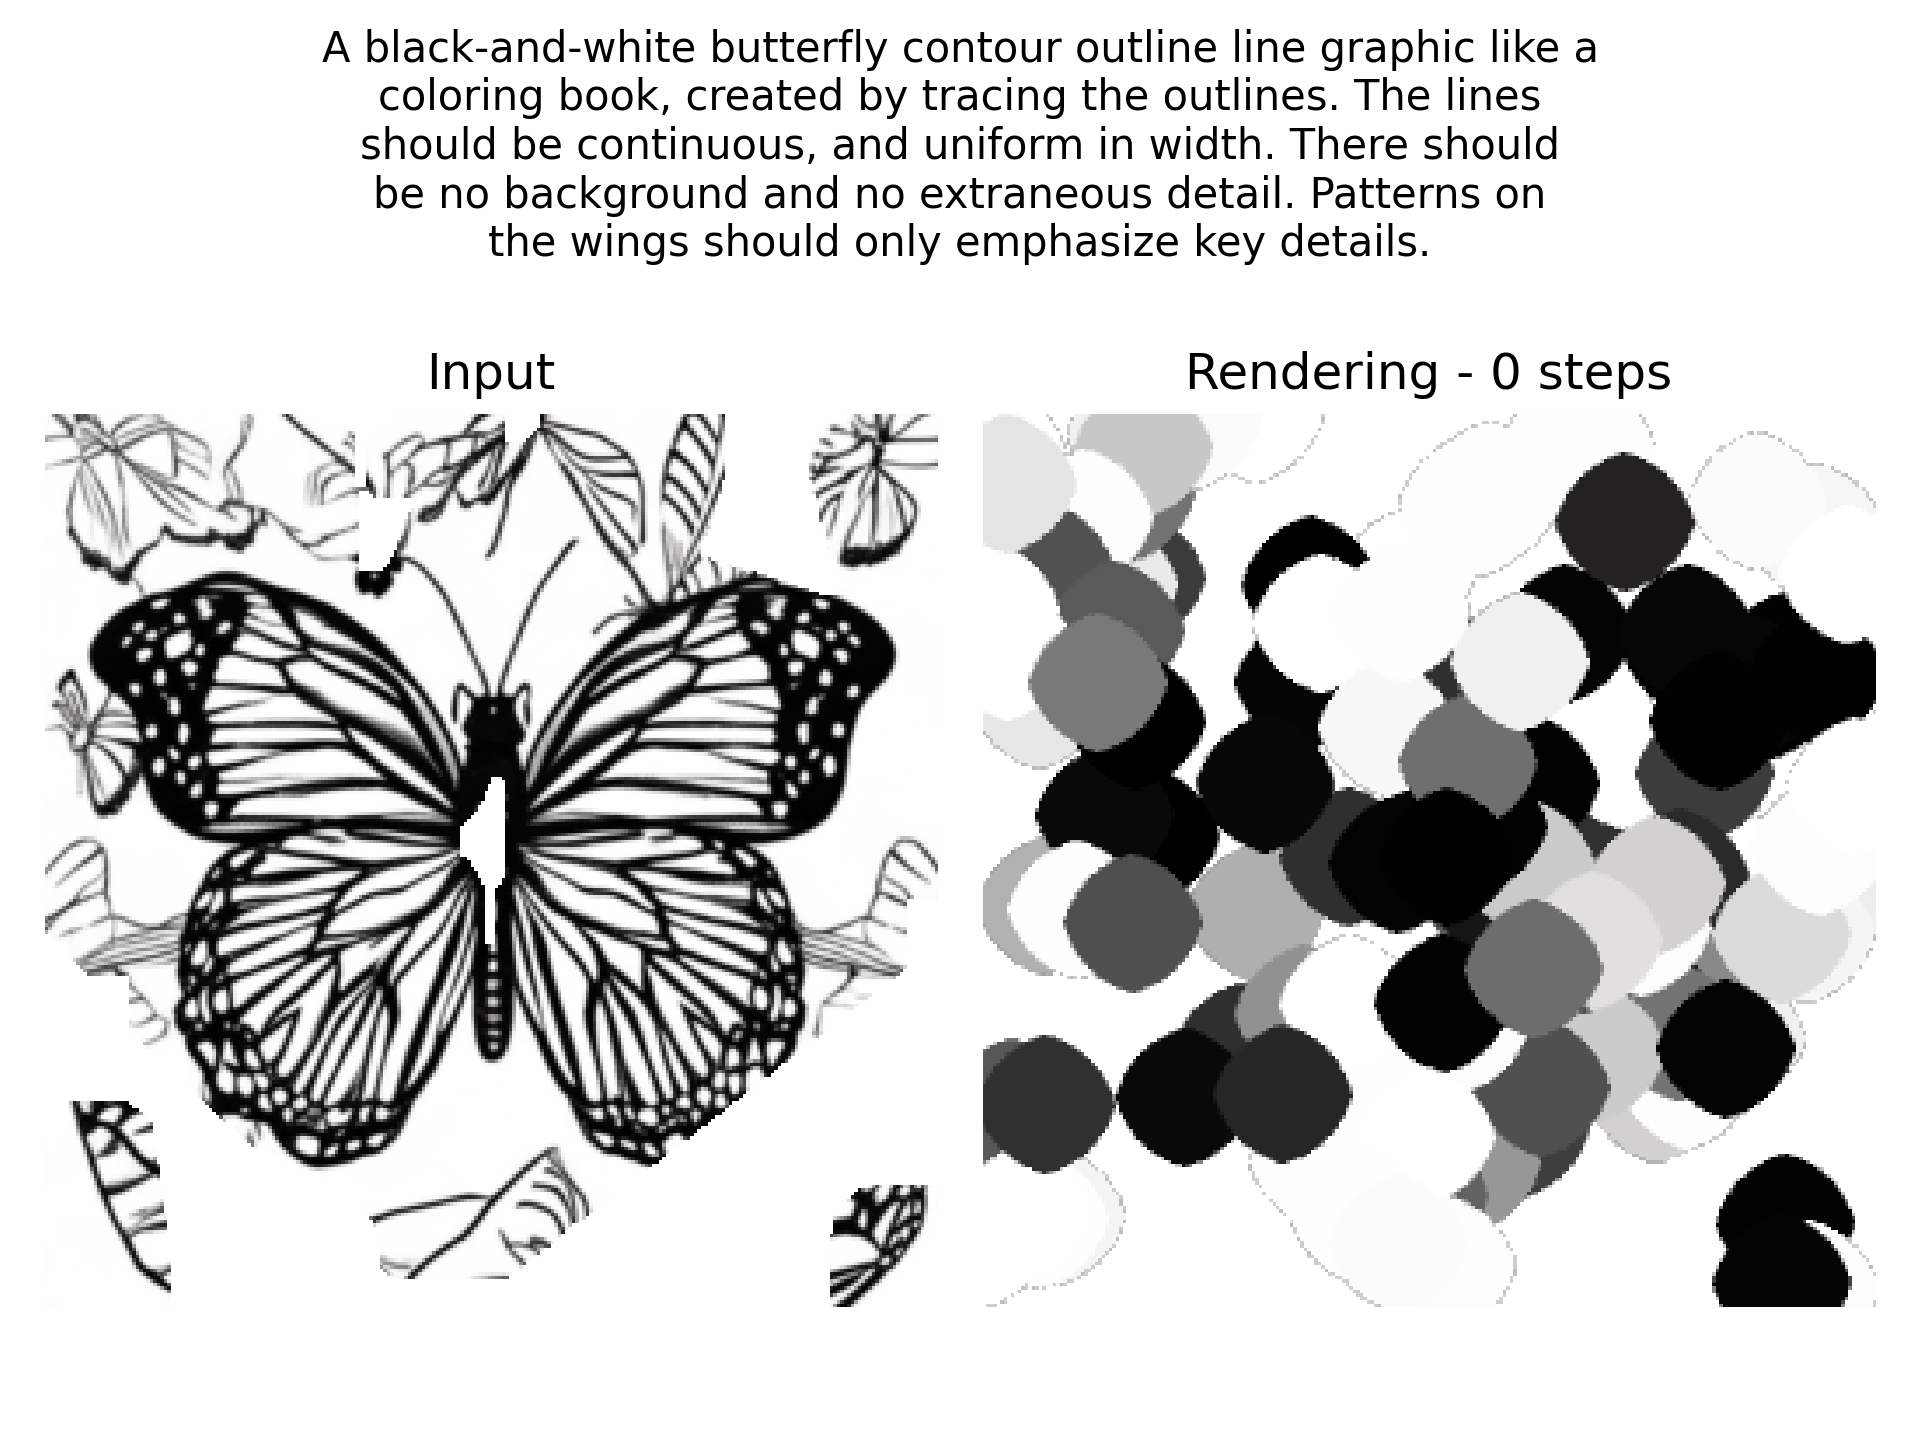 A black-and-white butterfly contour outline line graphic like a
coloring book, created by tracing the outlines. The lines
should be continuous, and uniform in width. There should
be no background and no extraneous detail. Patterns on
the wings should only emphasize key details.
Input
Rendering - 0 steps